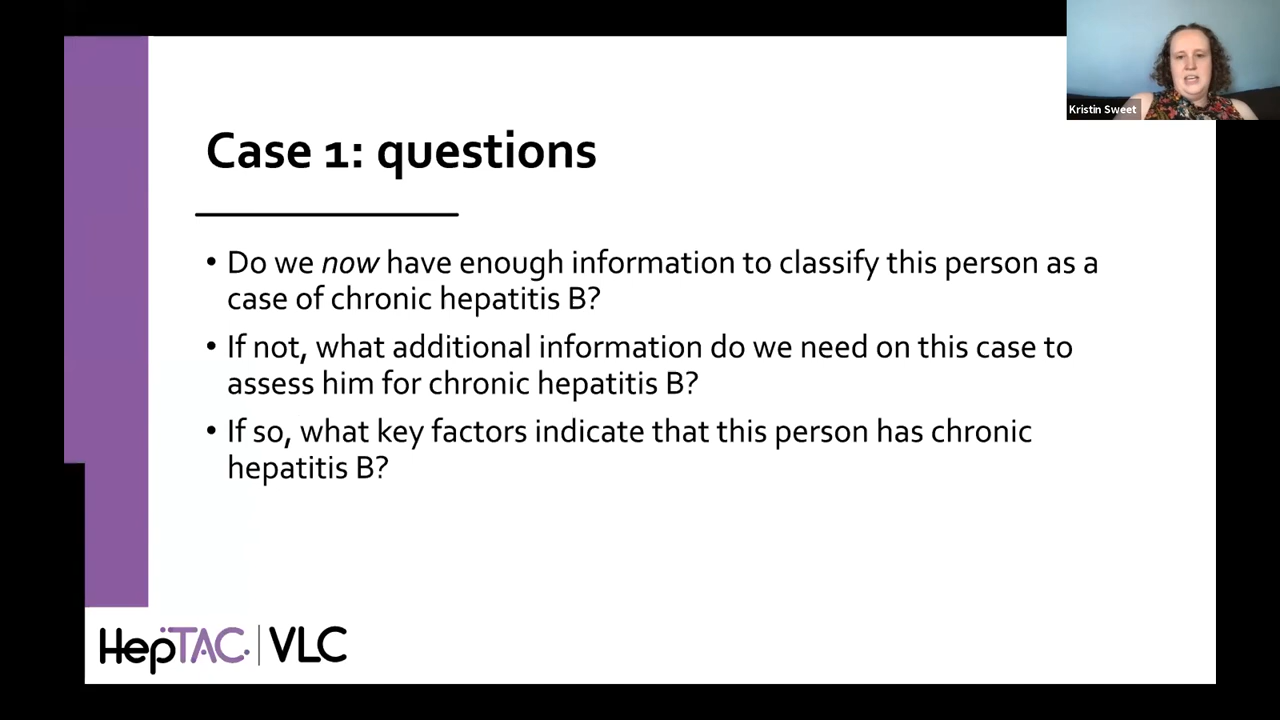 Kristin Sweet
Case 1: questions
• Do we now have enough information to classify this person as a
case of chronic hepatitis B?
• If not, what additional information do we need on this case to
assess him for chronic hepatitis B?
• If so, what key factors indicate that this person has chronic
hepatitis B?
HepTAC | VLC